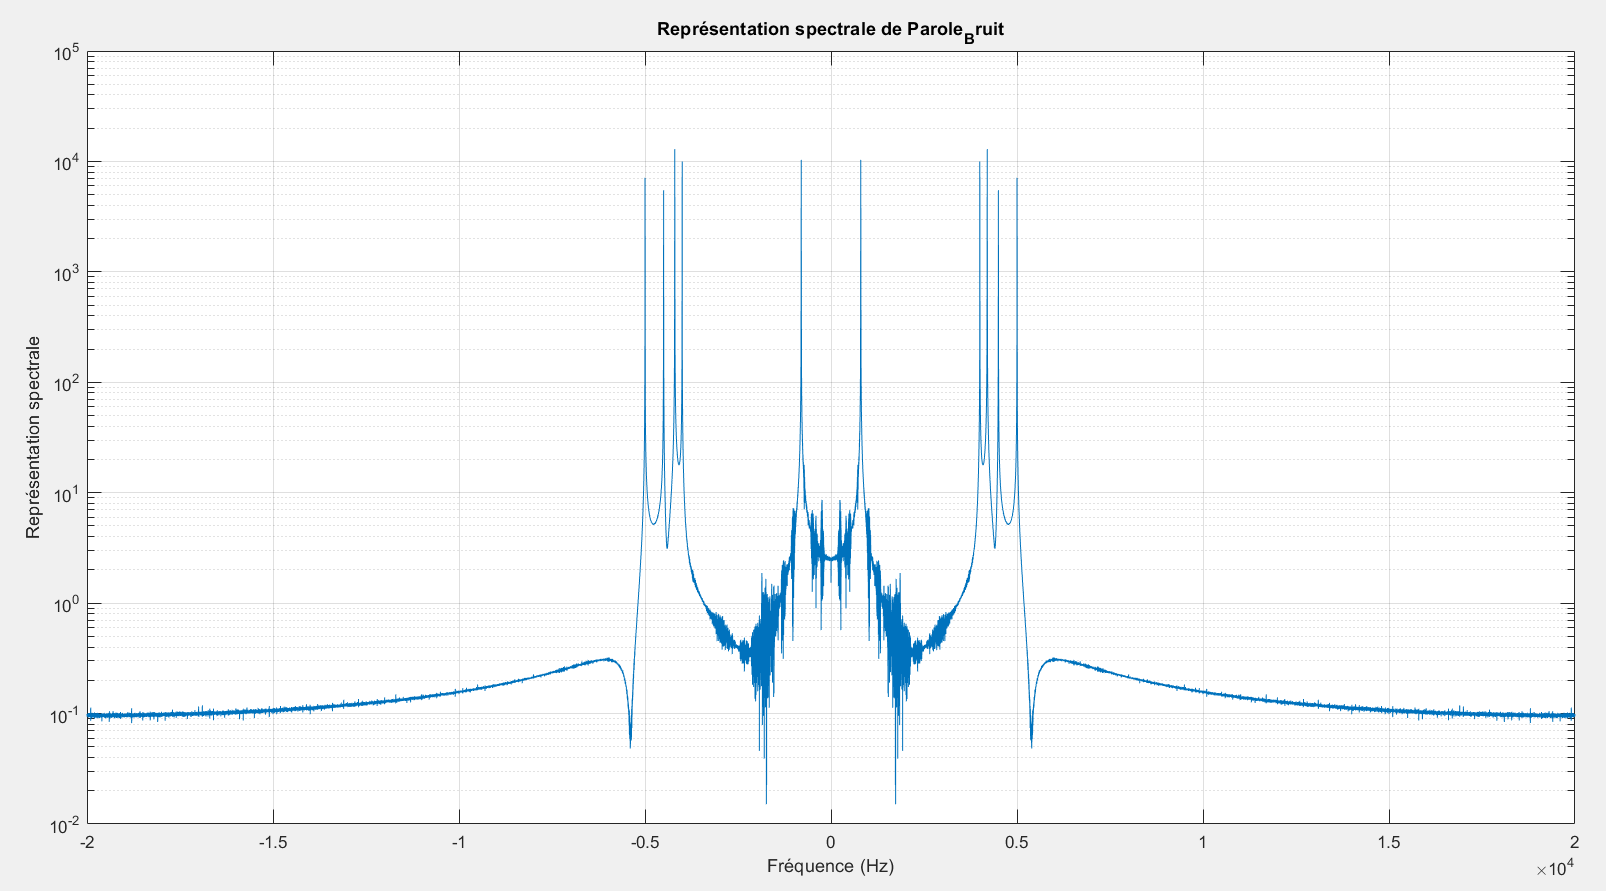 Représentation spectrale de Parole_Bruit
10^5
10^4
10^3
10^2
10^1
10^0
10^-1
10^-2
Représentation spectrale
-2 -1.5 -1 -0.5 0 0.5 1 1.5 2
Fréquence (Hz)
×10^4